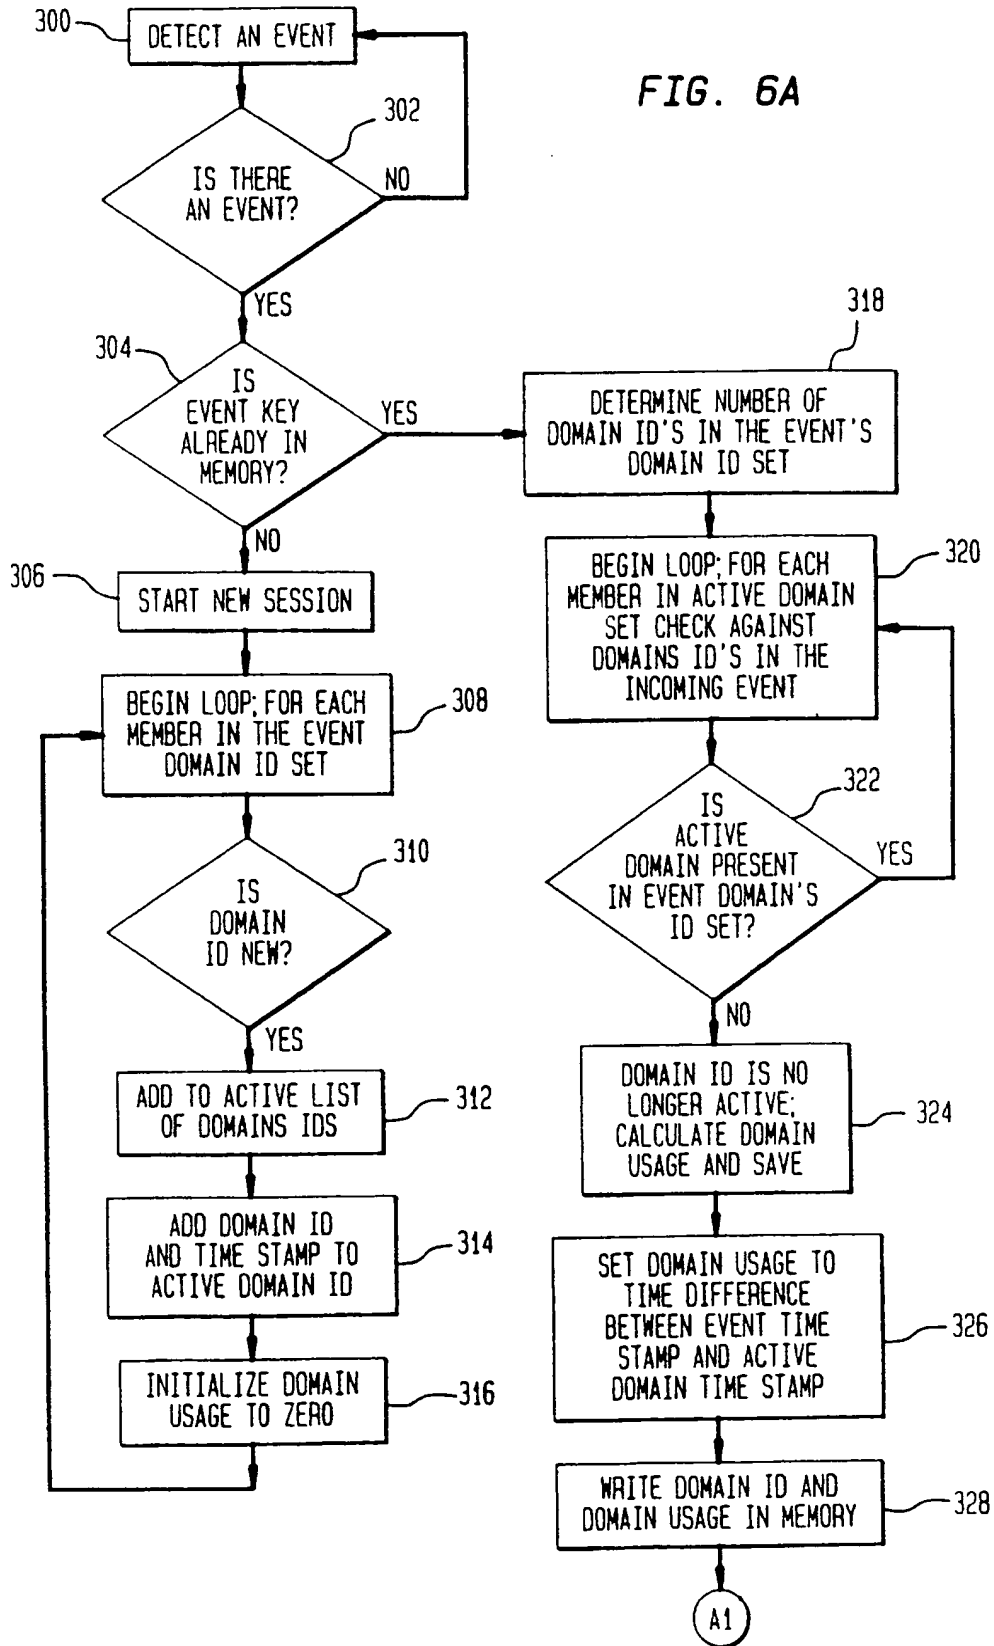 FIG. 6A
300
DETECT AN EVENT
302
IS THERE
AN EVENT?
NO
YES
304
IS
EVENT KEY
ALREADY IN
MEMORY?
YES
NO
306
START NEW SESSION
308
BEGIN LOOP; FOR EACH
MEMBER IN THE EVENT
DOMAIN ID SET
310
IS
DOMAIN
ID NEW?
YES
312
ADD TO ACTIVE LIST
OF DOMAINS IDS
314
ADD DOMAIN ID
AND TIME STAMP TO
ACTIVE DOMAIN ID
316
INITIALIZE DOMAIN
USAGE TO ZERO
318
DETERMINE NUMBER OF
DOMAIN ID'S IN THE EVENT'S
DOMAIN ID SET
320
BEGIN LOOP; FOR EACH
MEMBER IN ACTIVE DOMAIN
SET CHECK AGAINST
DOMAINS ID'S IN THE
INCOMING EVENT
322
IS
ACTIVE
DOMAIN PRESENT
IN EVENT DOMAIN'S
ID SET?
YES
NO
324
DOMAIN ID IS NO
LONGER ACTIVE;
CALCULATE DOMAIN
USAGE AND SAVE
326
SET DOMAIN USAGE TO
TIME DIFFERENCE
BETWEEN EVENT TIME
STAMP AND ACTIVE
DOMAIN TIME STAMP
328
WRITE DOMAIN ID AND
DOMAIN USAGE IN MEMORY
A1